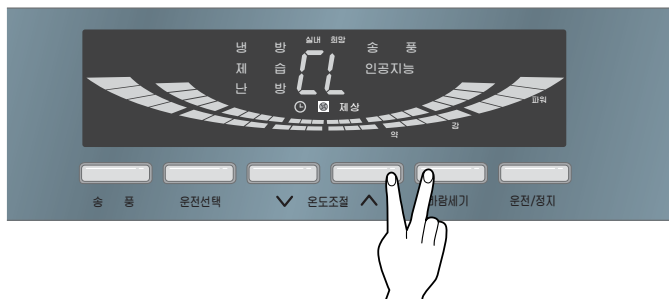 실내 희망
냉 방 CL 송 풍
제 습 인공지능
난 방
제상
파워
강
약
송 풍 운전선택 온도조절 바람세기 운전/정지